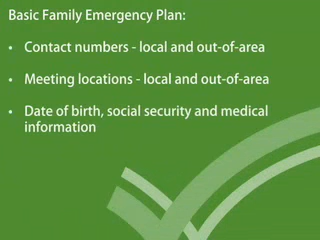 Basic Family Emergency Plan:
• Contact numbers - local and out-of-area
• Meeting locations - local and out-of-area
• Date of birth, social security and medical
information